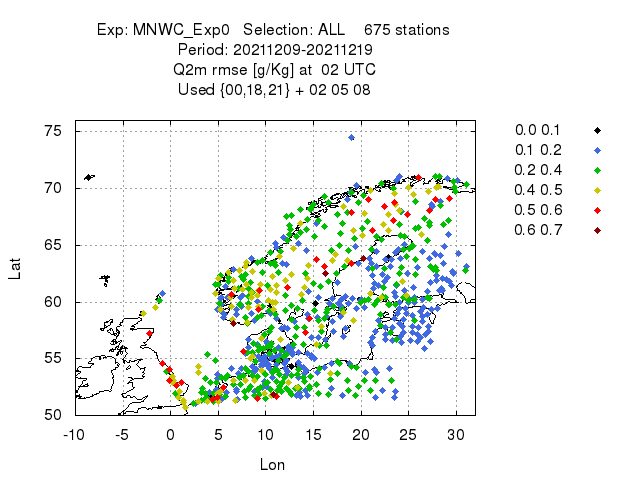 Exp: MNWC_Exp0 Selection: ALL 675 stations
Period: 20211209-20211219
Q2m rmse [g/Kg] at 02 UTC
Used {00,18,21} + 02 05 08
0.0 0.1
0.1 0.2
0.2 0.4
0.4 0.5
0.5 0.6
0.6 0.7
75
70
65
60
55
50
Lat
-10 -5 0 5 10 15 20 25 30
Lon